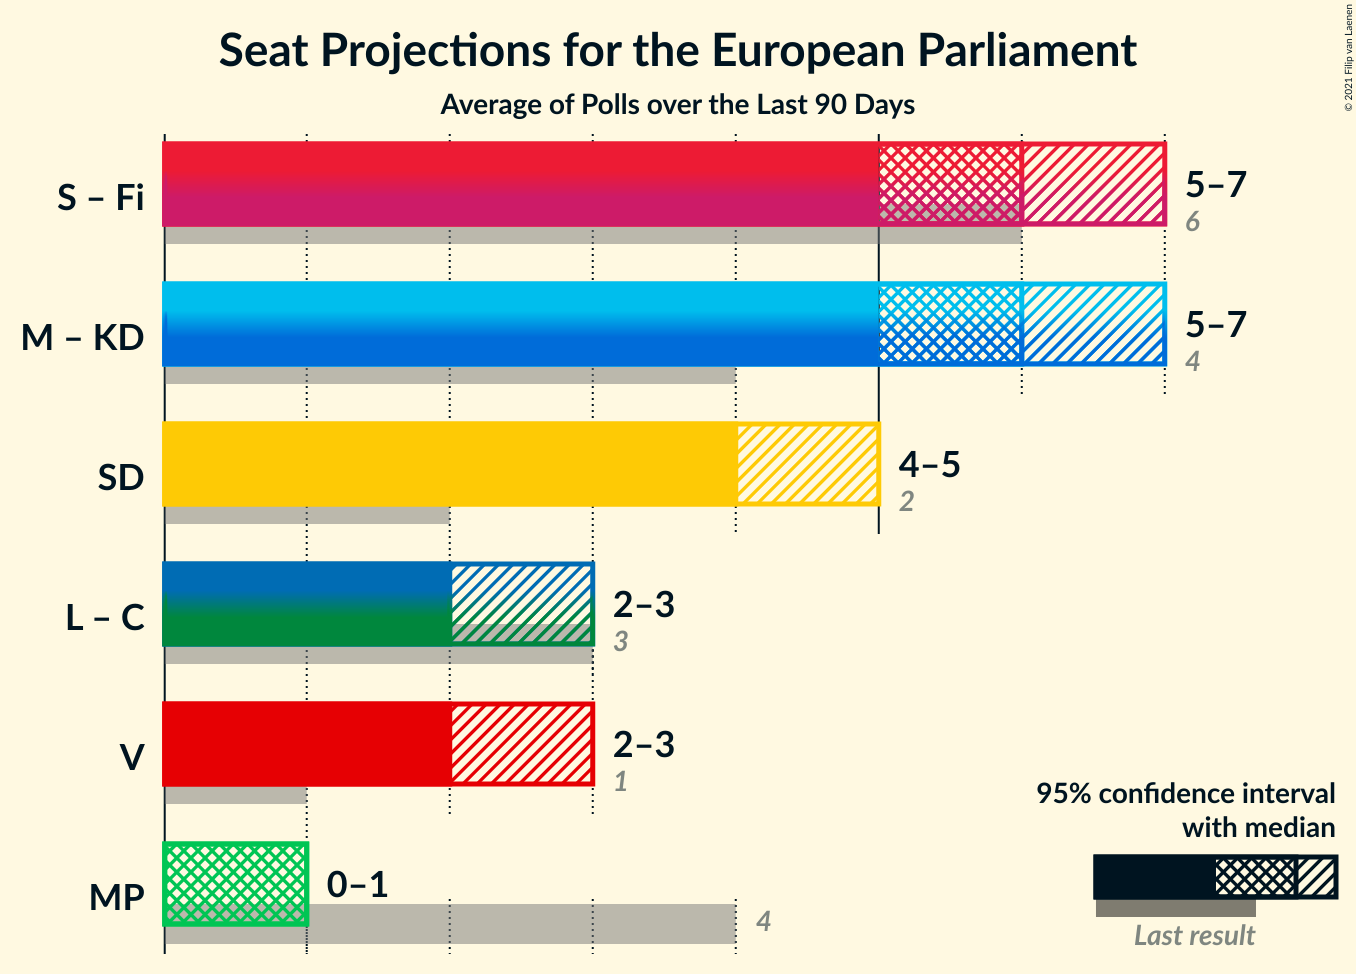 Seat Projections for the European Parliament
Average of Polls over the Last 90 Days
© 2021 Filip van Laenen
S – Fi
5–7
6
M – KD
5–7
4
SD
4–5
2
L – C
2–3
3
V
2–3
1
MP
0–1
4
95% confidence interval
with median
Last result